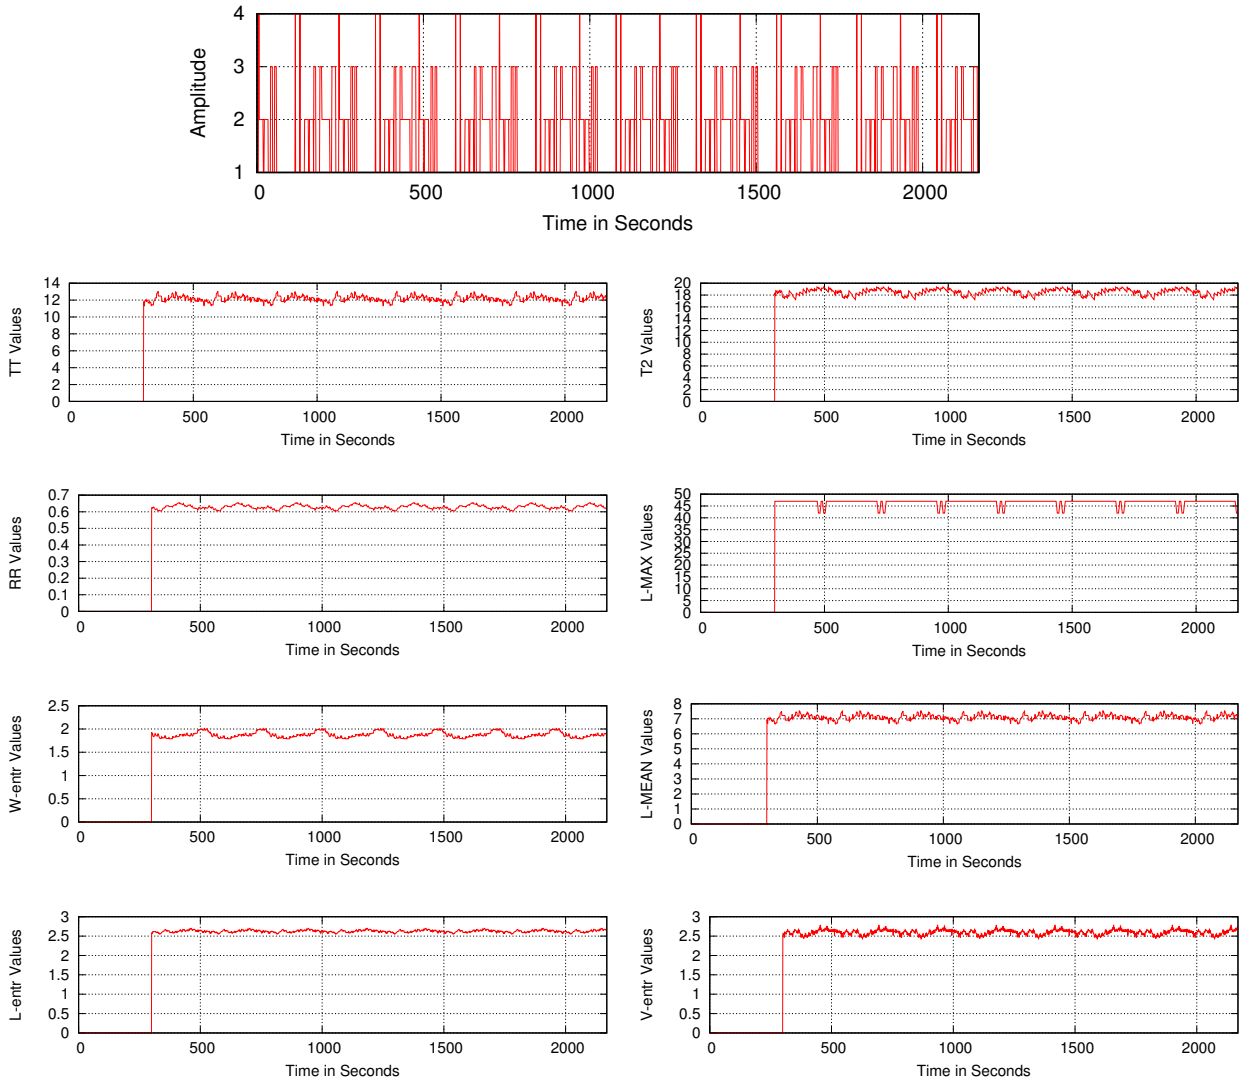 4
3
2
1
Amplitude
0 500 1000 1500 2000
Time in Seconds
14
12
10
8
6
4
2
0
TT Values
0 500 1000 1500 2000
Time in Seconds
20
18
16
14
12
10
8
6
4
2
0
T2 Values
0 500 1000 1500 2000
Time in Seconds
0.7
0.6
0.5
0.4
0.3
0.2
0.1
0
RR Values
0 500 1000 1500 2000
Time in Seconds
50
45
40
35
30
25
20
15
10
5
0
L-MAX Values
0 500 1000 1500 2000
Time in Seconds
2.5
2
1.5
1
0.5
0
W-entr Values
0 500 1000 1500 2000
Time in Seconds
8
7
6
5
4
3
2
1
0
L-MEAN Values
0 500 1000 1500 2000
Time in Seconds
3
2.5
2
1.5
1
0.5
0
L-entr Values
0 500 1000 1500 2000
Time in Seconds
3
2.5
2
1.5
1
0.5
0
V-entr Values
0 500 1000 1500 2000
Time in Seconds